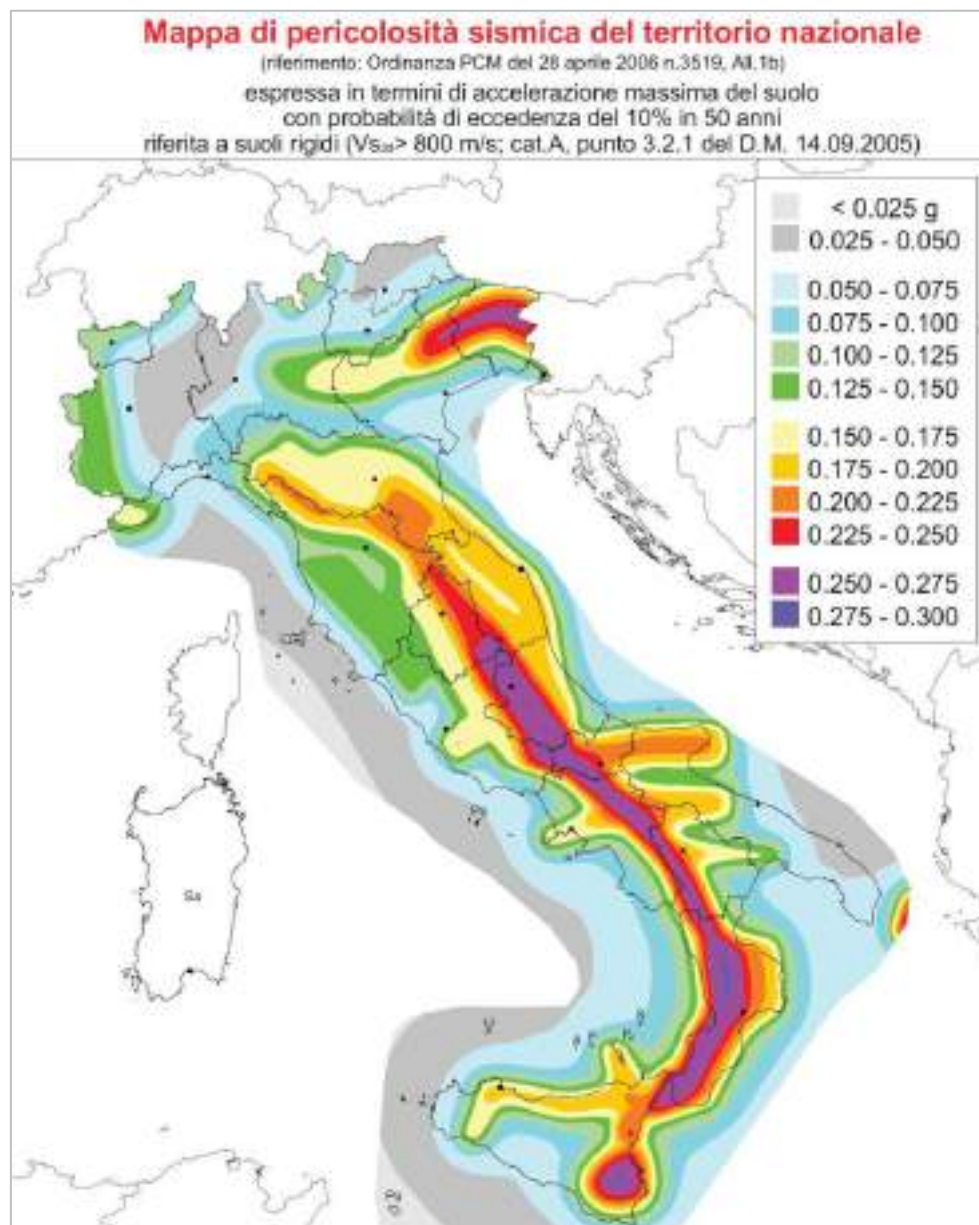 Mappa di pericolosità sismica del territorio nazionale
(riferimento: Ordinanza PCM del 28 aprile 2006 n.3519, All.1b)
espressa in termini di accelerazione massima del suolo
con probabilità di eccedenza del 10% in 50 anni
riferita a suoli rigidi (Vs₃₀> 800 m/s; cat.A, punto 3.2.1 del D.M. 14.09.2005)
< 0.025 g
0.025 - 0.050
0.050 - 0.075
0.075 - 0.100
0.100 - 0.125
0.125 - 0.150
0.150 - 0.175
0.175 - 0.200
0.200 - 0.225
0.225 - 0.250
0.250 - 0.275
0.275 - 0.300